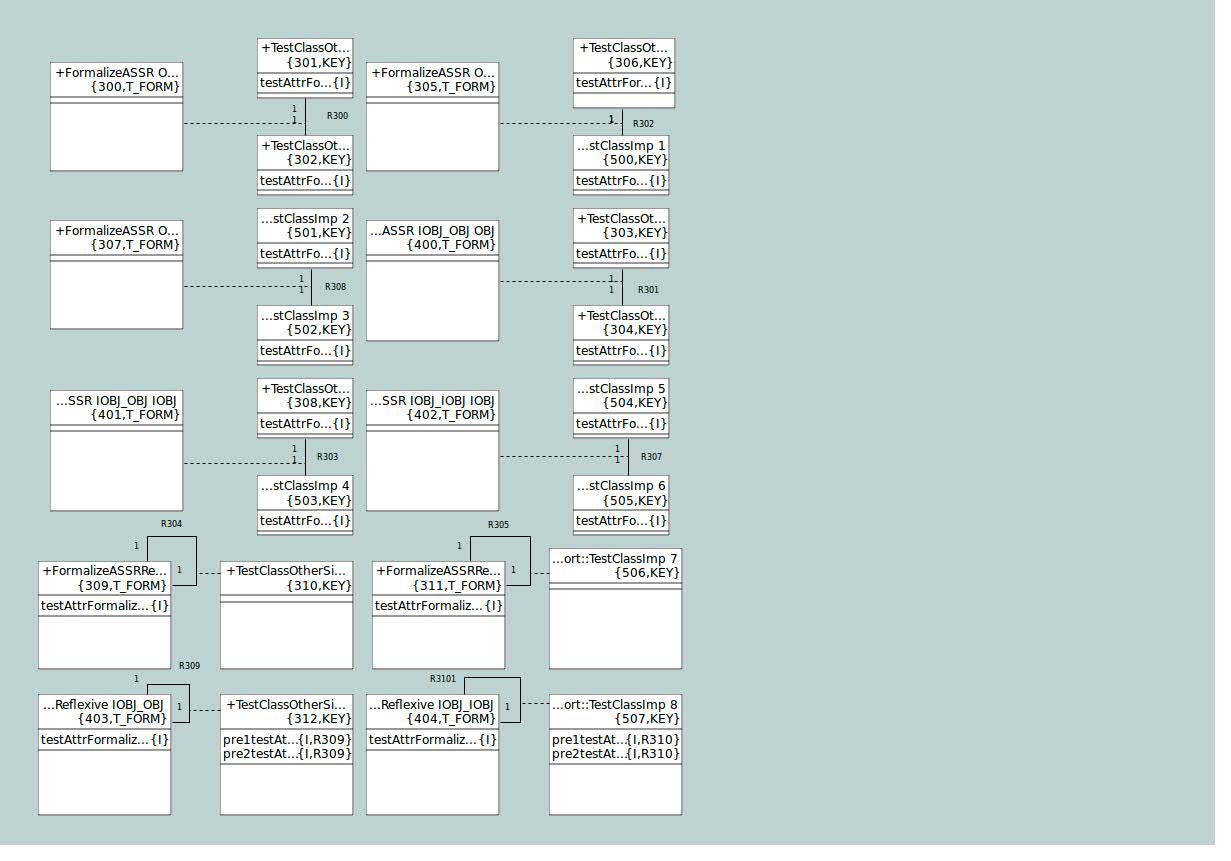 +FormalizeASSR O...
{300,T_FORM}
+TestClassOt...
{301,KEY}
testAttrFo...{I}
1
1
R300
+TestClassOt...
{302,KEY}
testAttrFo...{I}
+FormalizeASSR O...
{305,T_FORM}
+TestClassOt...
{306,KEY}
testAttrFor...{I}
1
R302
...stClassImp 1
{500,KEY}
testAttrFo...{I}
+FormalizeASSR O...
{307,T_FORM}
...stClassImp 2
{501,KEY}
testAttrFo...{I}
1
1
R308
...stClassImp 3
{502,KEY}
testAttrFo...{I}
...ASSR IOBJ_OBJ OBJ
{400,T_FORM}
+TestClassOt...
{303,KEY}
testAttrFo...{I}
1
1
R301
+TestClassOt...
{304,KEY}
testAttrFo...{I}
...SSR IOBJ_OBJ IOBJ
{401,T_FORM}
+TestClassOt...
{308,KEY}
testAttrFo...{I}
1
1
R303
...stClassImp 4
{503,KEY}
testAttrFo...{I}
...SSR IOBJ_IOBJ IOBJ
{402,T_FORM}
...stClassImp 5
{504,KEY}
testAttrFo...{I}
1
1
R307
...stClassImp 6
{505,KEY}
testAttrFo...{I}
R304
1
+FormalizeASSRRe...
{309,T_FORM}
testAttrFormaliz...{I}
1
+TestClassOtherSi...
{310,KEY}
R305
1
+FormalizeASSRRe...
{311,T_FORM}
testAttrFormaliz...{I}
1
...ort::TestClassImp 7
{506,KEY}
R309
1
...Reflexive IOBJ_OBJ
{403,T_FORM}
testAttrFormaliz...{I}
1
+TestClassOtherSi...
{312,KEY}
pre1testAt...{I,R309}
pre2testAt...{I,R309}
R3101
...Reflexive IOBJ_IOBJ
{404,T_FORM}
testAttrFormaliz...{I}
1
...ort::TestClassImp 8
{507,KEY}
pre1testAt...{I,R310}
pre2testAt...{I,R310}